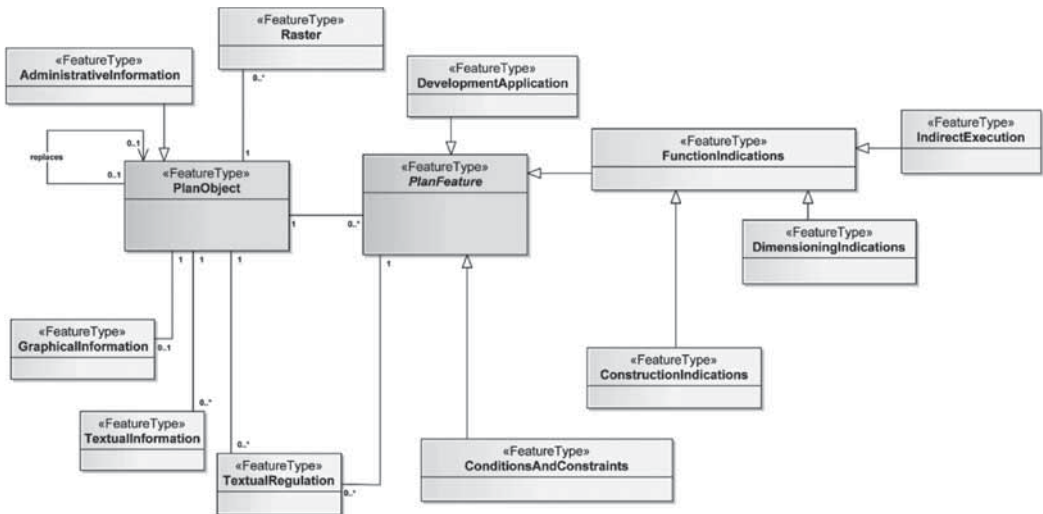 «FeatureType»
Raster
«FeatureType»
AdministrativeInformation
«FeatureType»
DevelopmentApplication
0..*
«FeatureType»
IndirectExecution
«FeatureType»
FunctionIndications
0..1
replaces
0..1
1
«FeatureType»
PlanObject
«FeatureType»
PlanFeature
1
0..*
«FeatureType»
DimensioningIndications
1
1
1
1
«FeatureType»
GraphicalInformation
0..1
«FeatureType»
ConstructionIndications
0..*
«FeatureType»
TextualInformation
0..*
«FeatureType»
ConditionsAndConstraints
«FeatureType»
TextualRegulation
0..*